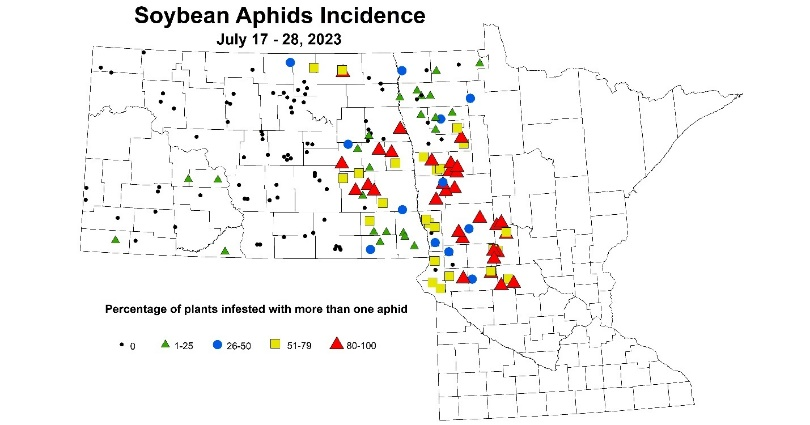 Soybean Aphids Incidence
July 17 - 28, 2023
Percentage of plants infested with more than one aphid
0 1-25 26-50 51-79 80-100